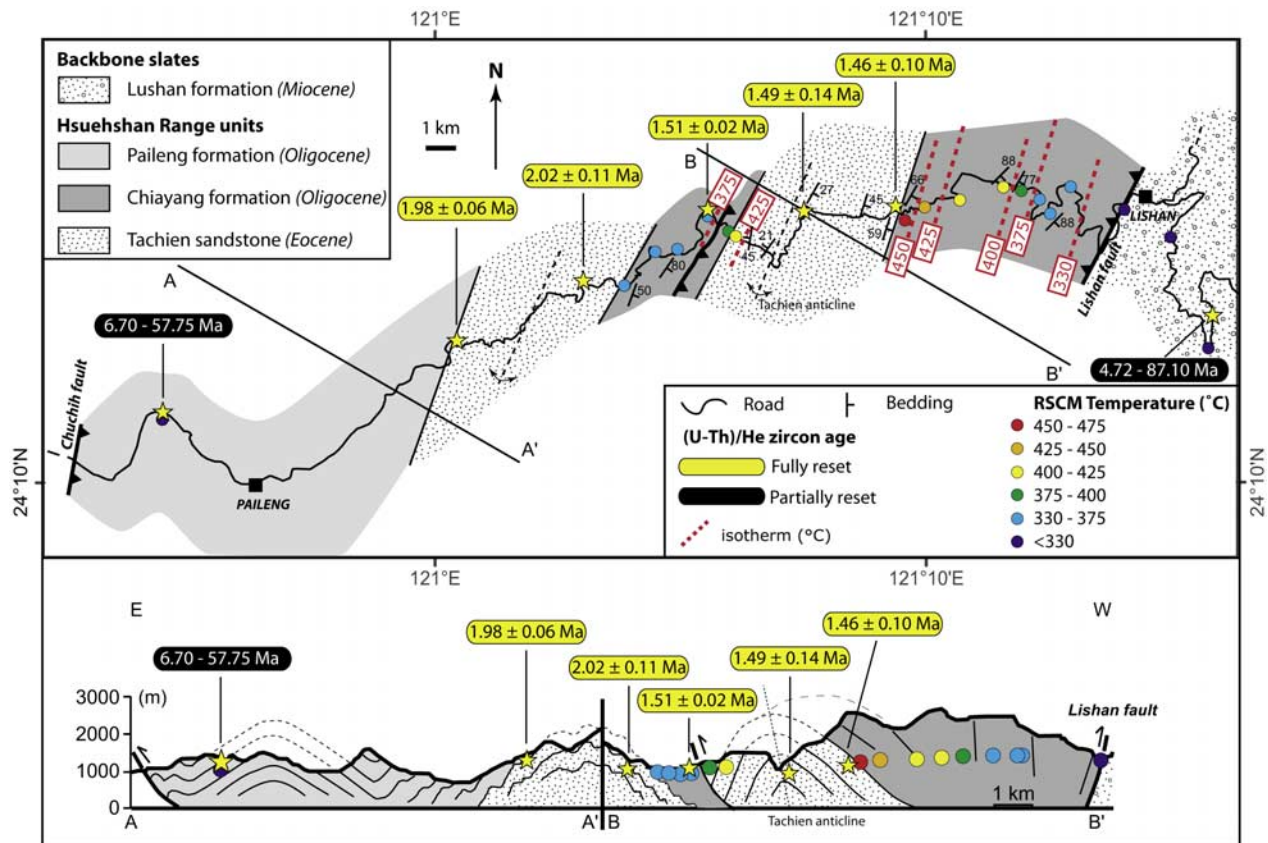 121°E
121°10'
Backbone slates
Lushan formation (Miocene)
Hsuehshan Range units
Paileng formation (Oligocene)
Chiayang formation (Oligocene)
Tachien sandstone (Eocene)
N
1 km
1.46 ± 0.10 Ma
1.49 ± 0.14 Ma
1.51 ± 0.02 Ma
2.02 ± 0.11 Ma
1.98 ± 0.06 Ma
6.70 - 57.75 Ma
4.72 - 87.10 Ma
A
A'
B
B'
375
425
450
425
400
375
330
50
80
45
21
27
45
59
66
88
77
88
Tachien anticline
Lishan fault
LISHAN
Chuchih fault
PAILENG
24°10'N
24°10'N
Road
Bedding
(U-Th)/He zircon age
Fully reset
Partially reset
isotherm (°C)
RSCM Temperature (°C)
450 - 475
425 - 450
400 - 425
375 - 400
330 - 375
<330
121°E
121°10'
E
W
6.70 - 57.75 Ma
1.98 ± 0.06 Ma
2.02 ± 0.11 Ma
1.51 ± 0.02 Ma
1.49 ± 0.14 Ma
1.46 ± 0.10 Ma
Lishan fault
3000 (m)
2000
1000
0
1 km
A
A'
B
Tachien anticline
B'